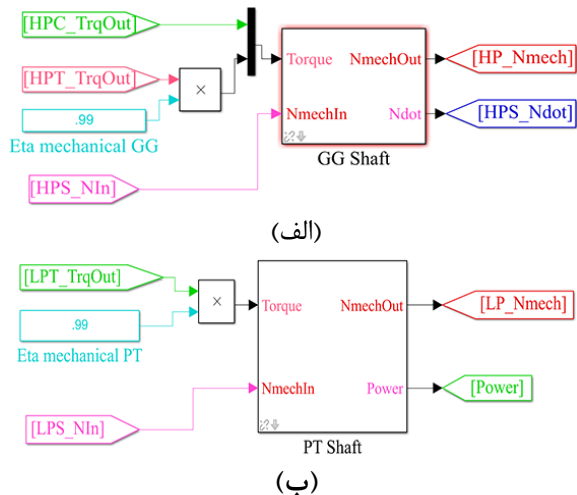 [HPC_TrqOut]
[HPT_TrqOut]
×
.99
Eta mechanical GG
[HPS_NIn]
Torque
NmechOut
NmechIn
Ndot
GG Shaft
[HP_Nmech]
[HPS_Ndot]
(الف)
[LPT_TrqOut]
×
.99
Eta mechanical PT
[LPS_NIn]
Torque
NmechOut
NmechIn
Power
PT Shaft
[LP_Nmech]
[Power]
(ب)